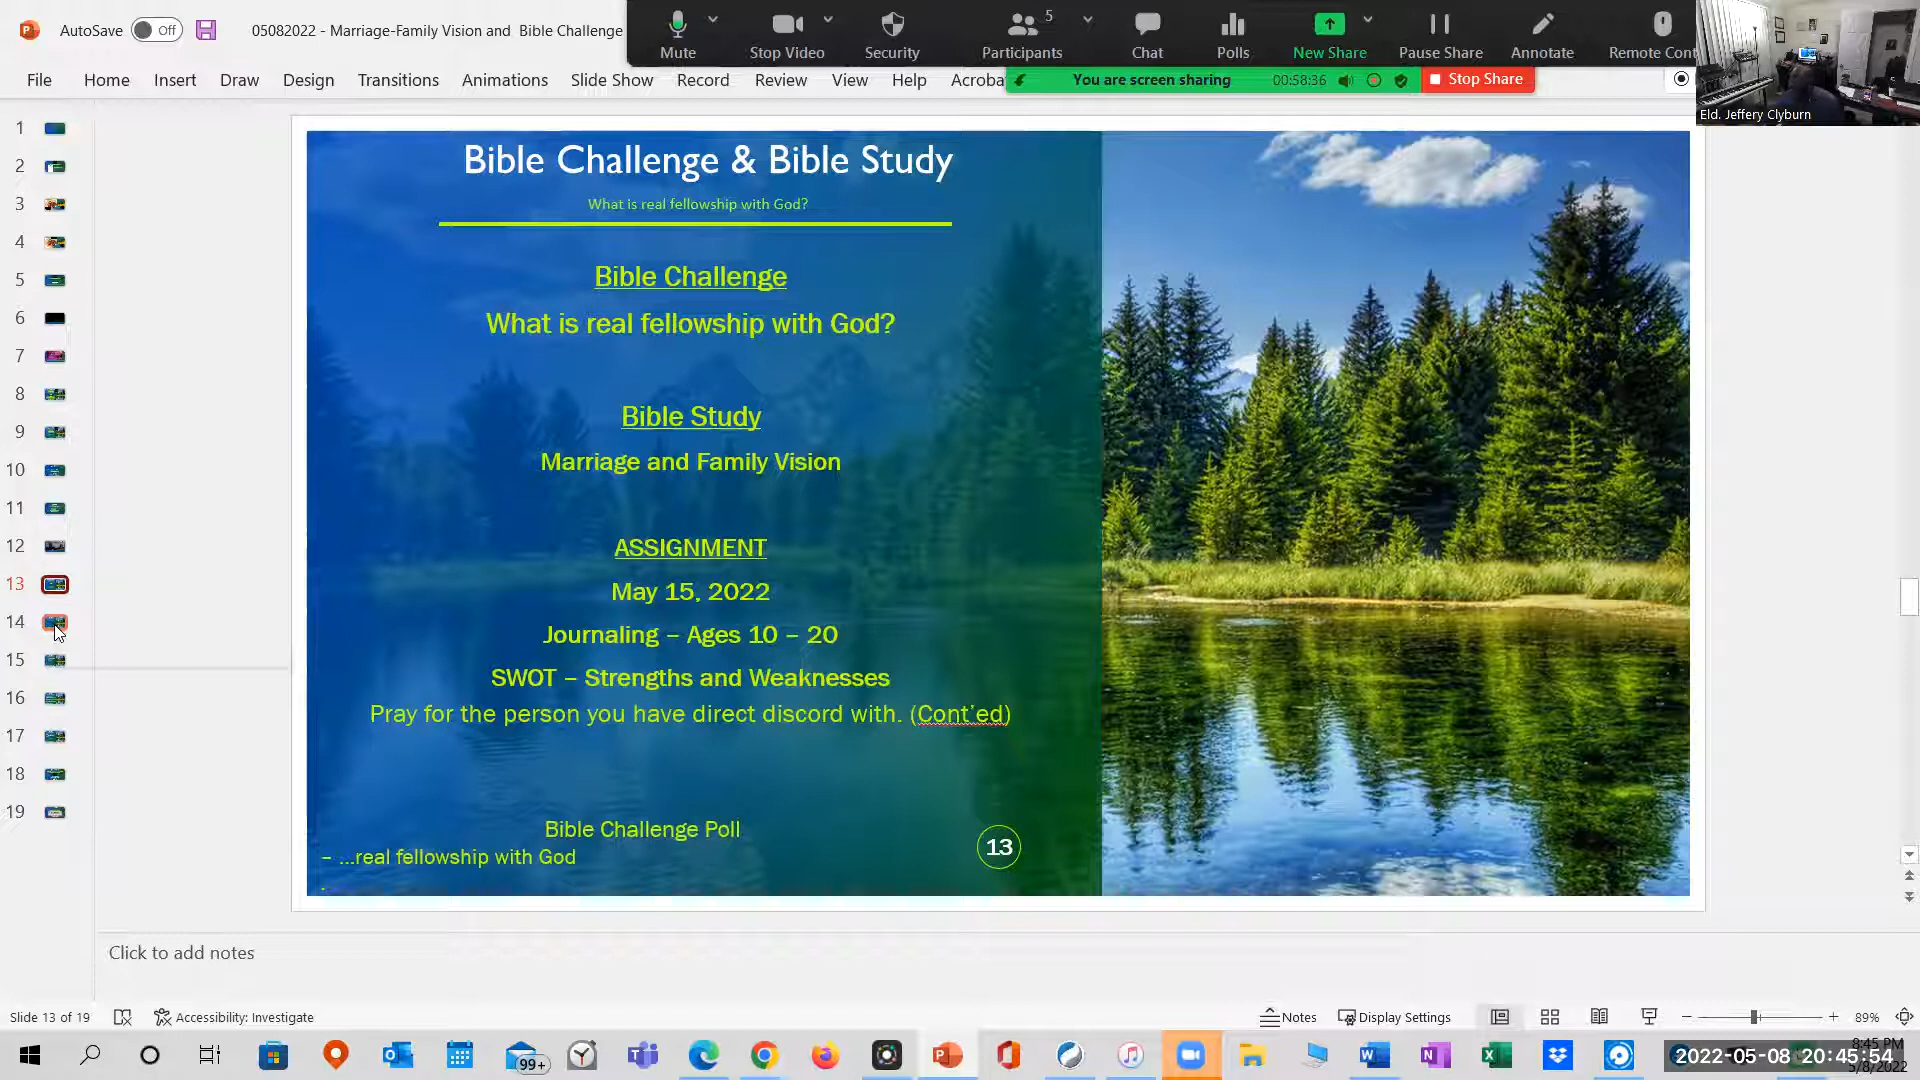 AutoSave Off 05082022 - Marriage-Family Vision and Bible Challenge
Mute Stop Video Security Participants 5 Chat Polls New Share Pause Share Annotate Remote Cont
File Home Insert Draw Design Transitions Animations Slide Show Record Review View Help Acroba
You are screen sharing 00:58:36 Stop Share
Eld. Jeffery Clyburn
1
2
3
4
5
6
7
8
9
10
11
12
13
14
15
16
17
18
19
Bible Challenge & Bible Study
What is real fellowship with God?
Bible Challenge
What is real fellowship with God?
Bible Study
Marriage and Family Vision
ASSIGNMENT
May 15, 2022
Journaling – Ages 10 – 20
SWOT – Strengths and Weaknesses
Pray for the person you have direct discord with. (Cont’ed)
Bible Challenge Poll
– ...real fellowship with God
13
Click to add notes
Slide 13 of 19 Accessibility: Investigate Notes Display Settings 89%
99+
8:45 PM
2022-05-08 20:45:54
5/8/2022